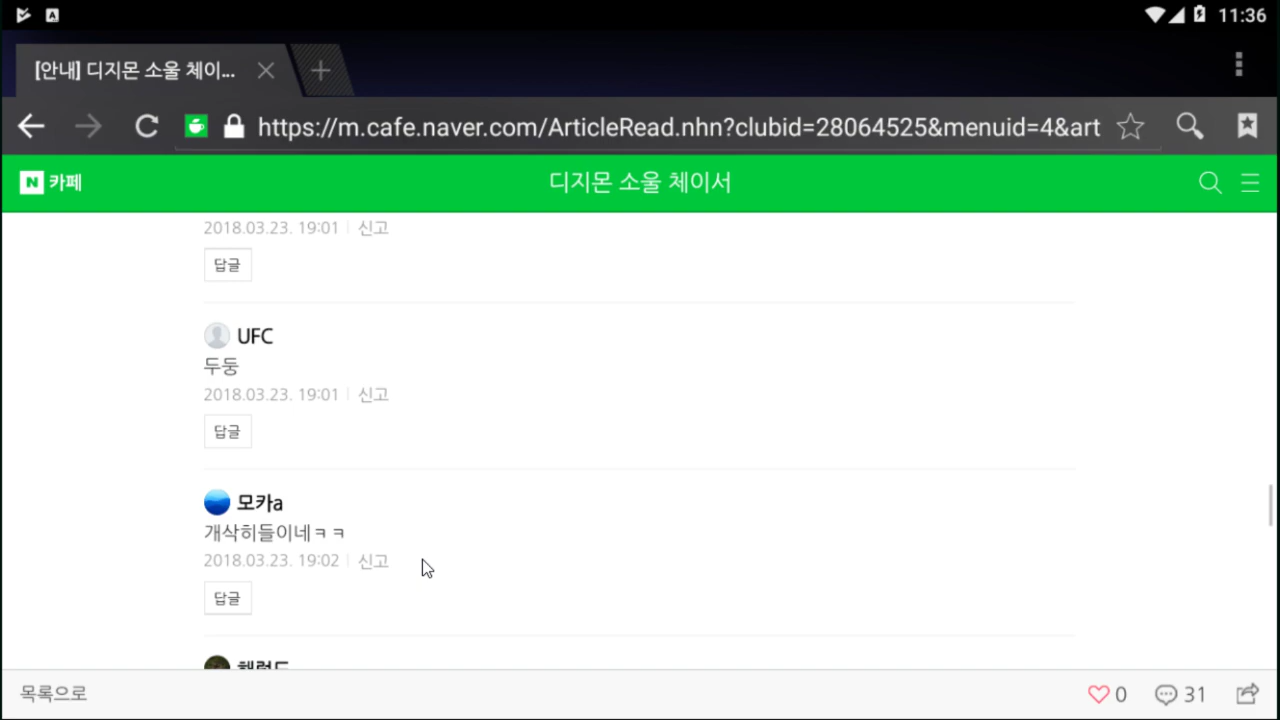 A
11:36
[안내] 디지몬 소울 체이...
https://m.cafe.naver.com/ArticleRead.nhn?clubid=28064525&menuid=4&art
N 카페
디지몬 소울 체이서
2018.03.23. 19:01 신고
답글
UFC
두둥
2018.03.23. 19:01 신고
답글
모카a
개삭히들이네ㅋㅋ
2018.03.23. 19:02 신고
답글
목록으로
0
31